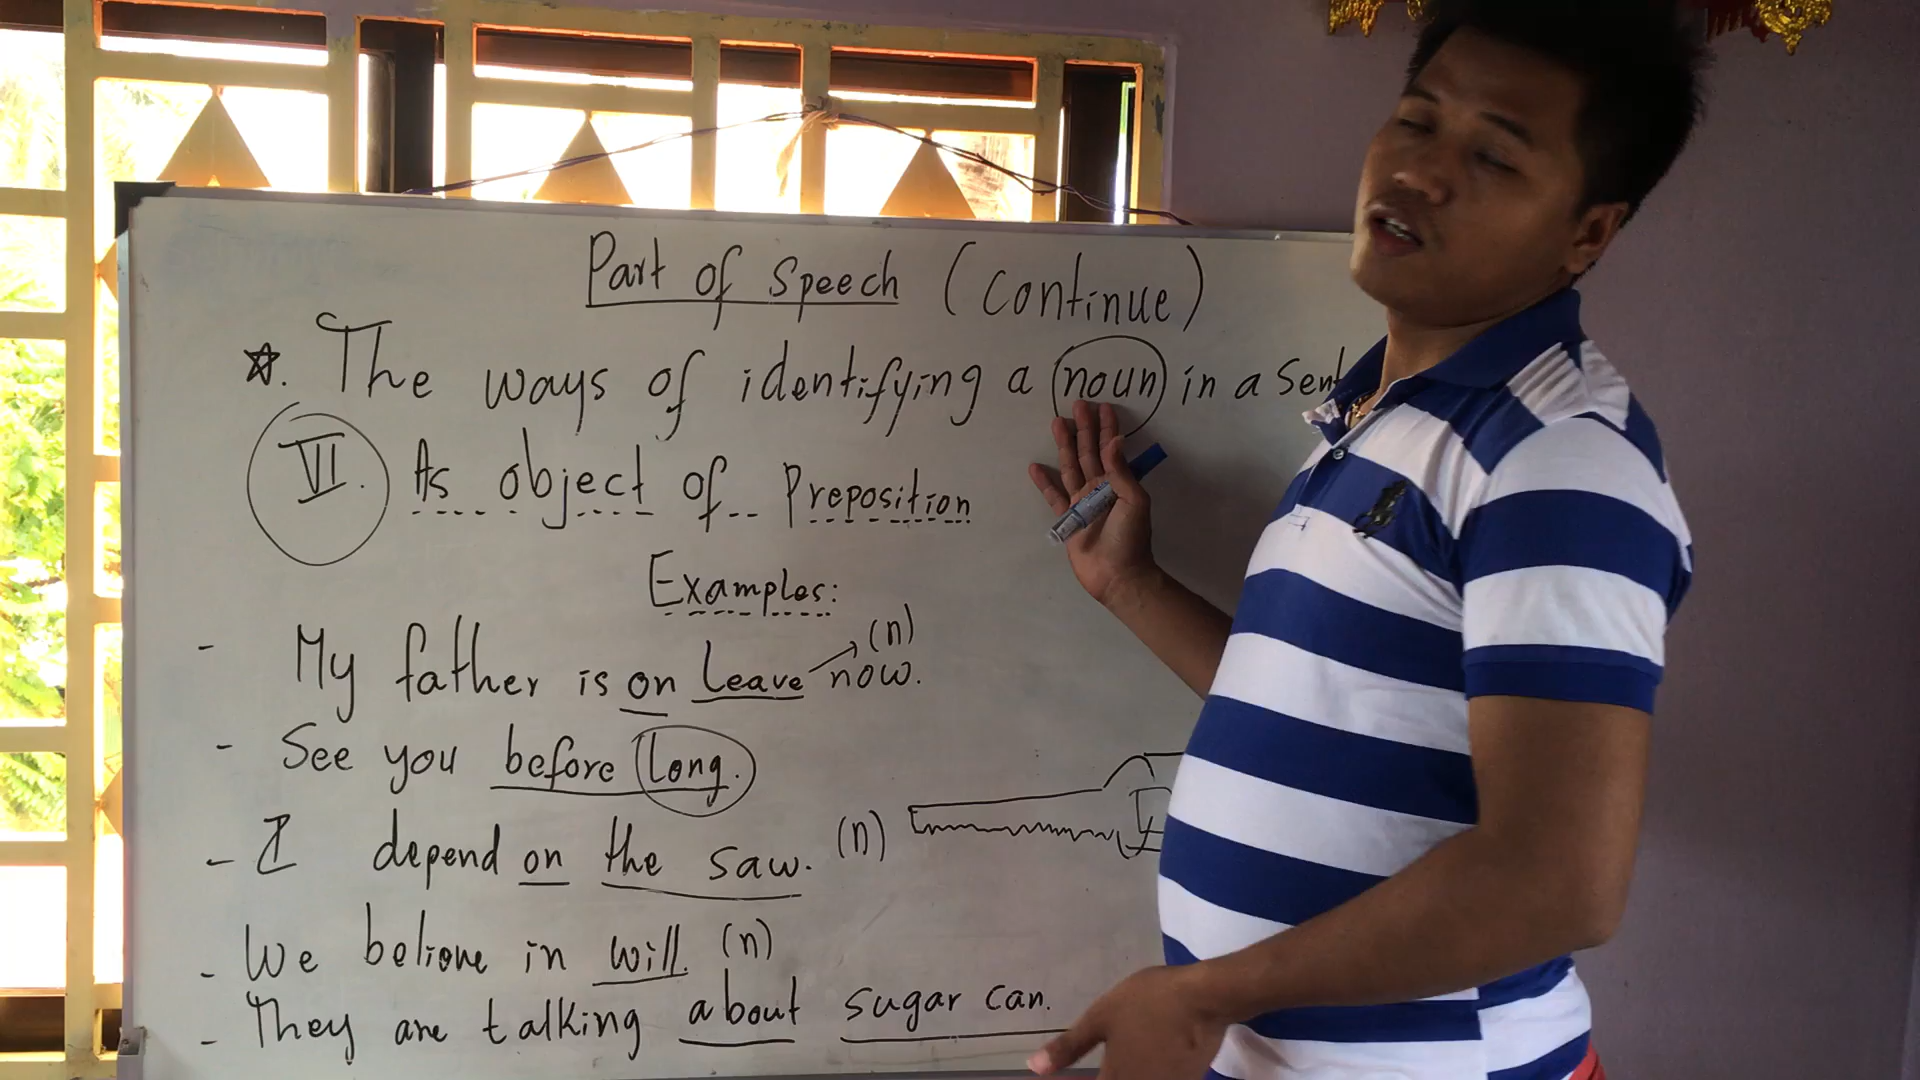 Part of Speech (Continue)
☆. The ways of identifying a noun in a Sent
VI. As object of Preposition
Examples:
- My father is on Leave → (n) now.
- See you before Long.
- I depend on the saw. (n)
- We believe in will. (n)
- They are talking about sugar can.